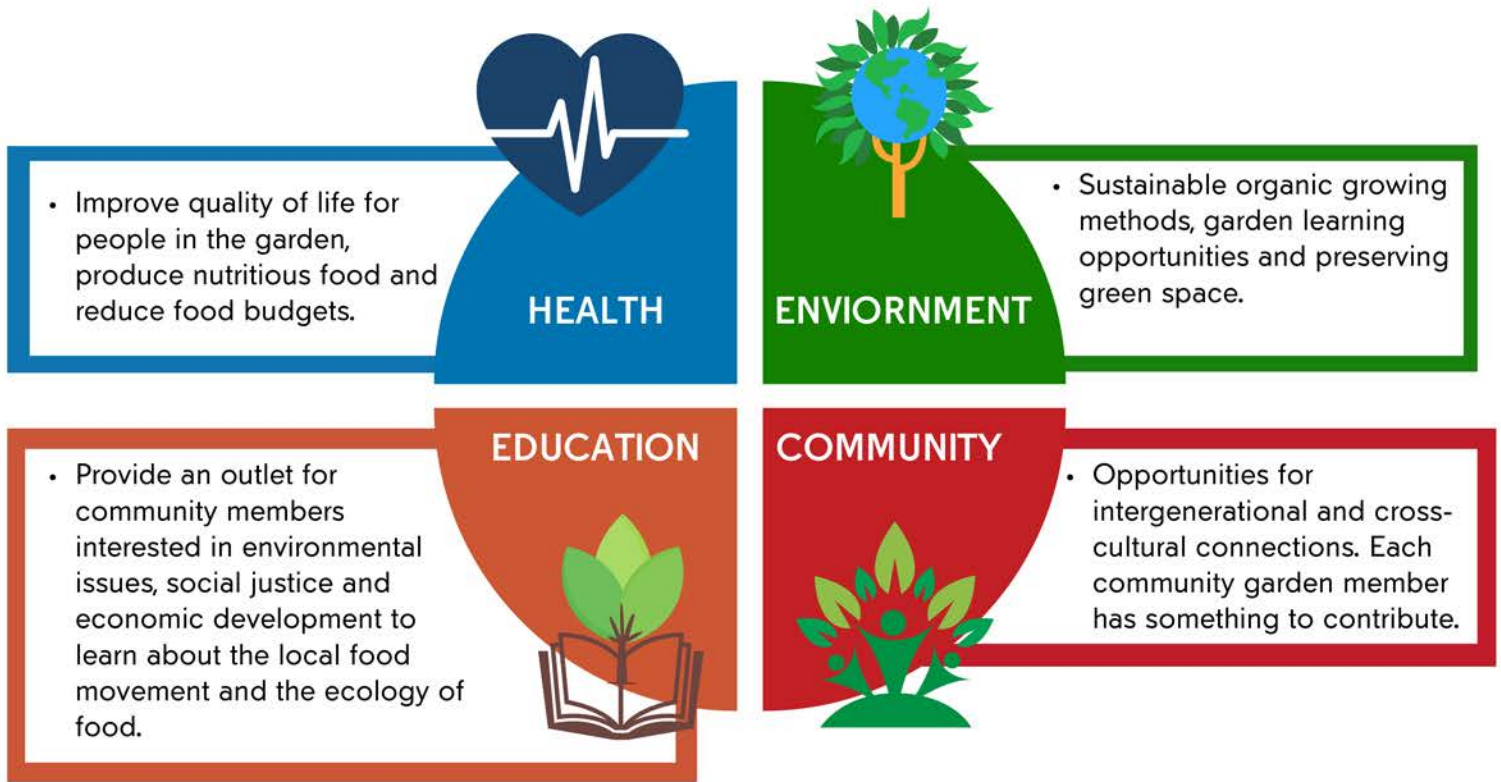 HEALTH
• Improve quality of life for
people in the garden,
produce nutritious food and
reduce food budgets.
ENVIORNMENT
• Sustainable organic growing
methods, garden learning
opportunities and preserving
green space.
EDUCATION
• Provide an outlet for
community members
interested in environmental
issues, social justice and
economic development to
learn about the local food
movement and the ecology of
food.
COMMUNITY
• Opportunities for
intergenerational and cross-
cultural connections. Each
community garden member
has something to contribute.